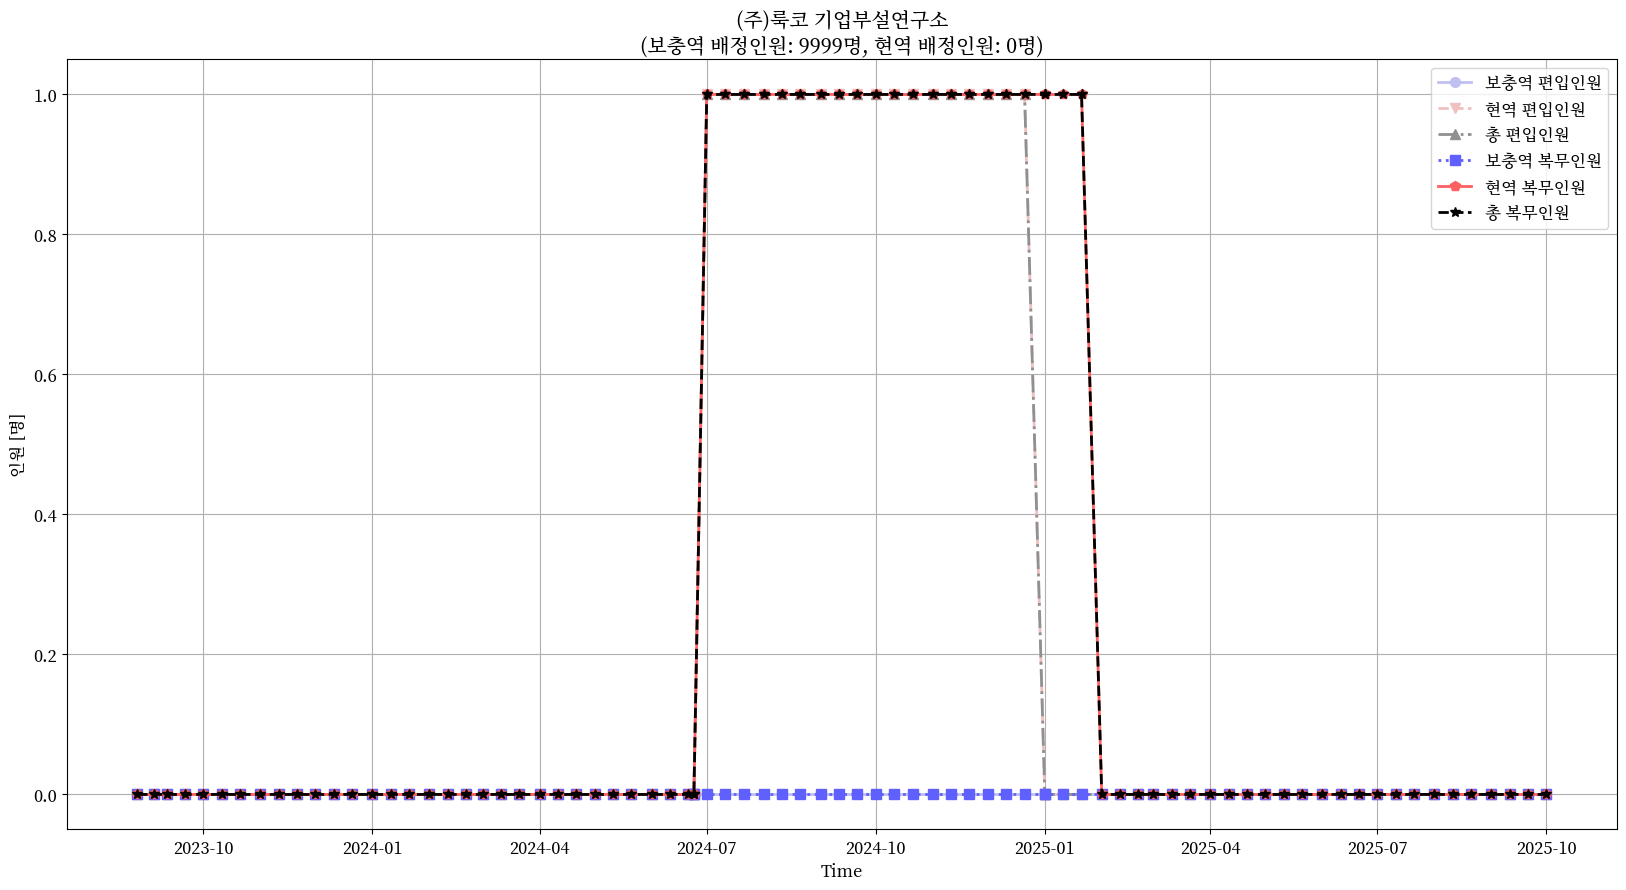 (주)룩코 기업부설연구소
(보충역 배정인원: 9999명, 현역 배정인원: 0명)
보충역 편입인원
현역 편입인원
총 편입인원
보충역 복무인원
현역 복무인원
총 복무인원
1.0
0.8
0.6
0.4
0.2
0.0
인원 [명]
2023-10
2024-01
2024-04
2024-07
2024-10
2025-01
2025-04
2025-07
2025-10
Time